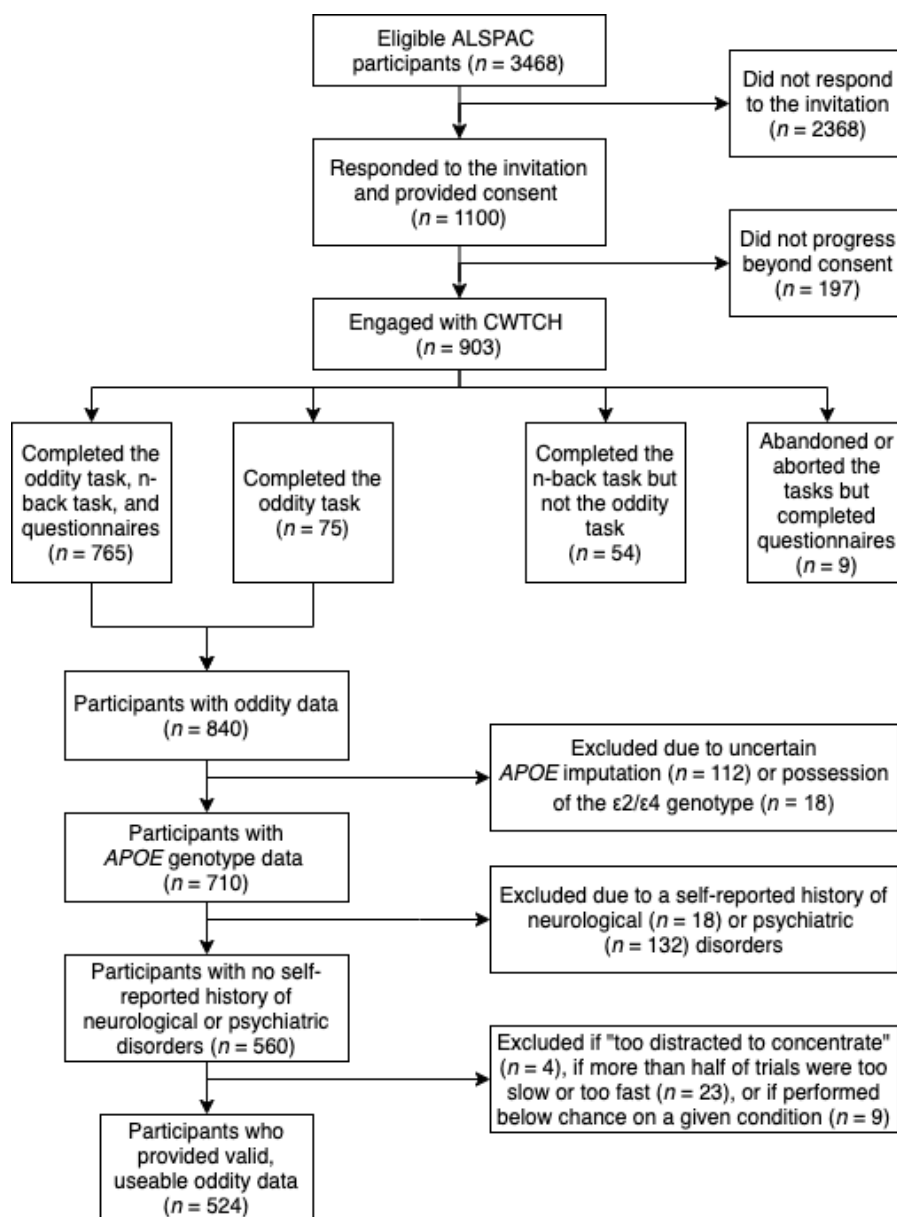 Eligible ALSPAC
participants (n = 3468)
Did not respond
to the invitation
(n = 2368)
Responded to the invitation
and provided consent
(n = 1100)
Did not progress
beyond consent
(n = 197)
Engaged with CWTCH
(n = 903)
Completed the
oddity task, n-
back task, and
questionnaires
(n = 765)
Completed the
oddity task
(n = 75)
Completed the
n-back task but
not the oddity
task
(n = 54)
Abandoned or
aborted the
tasks but
completed
questionnaires
(n = 9)
Participants with oddity data
(n = 840)
Excluded due to uncertain
APOE imputation (n = 112) or possession
of the ε2/ε4 genotype (n = 18)
Participants with
APOE genotype data
(n = 710)
Excluded due to a self-reported history of
neurological (n = 18) or psychiatric
(n = 132) disorders
Participants with no self-
reported history of
neurological or psychiatric
disorders (n = 560)
Excluded if "too distracted to concentrate"
(n = 4), if more than half of trials were too
slow or too fast (n = 23), or if performed
below chance on a given condition (n = 9)
Participants who
provided valid,
useable oddity data
(n = 524)